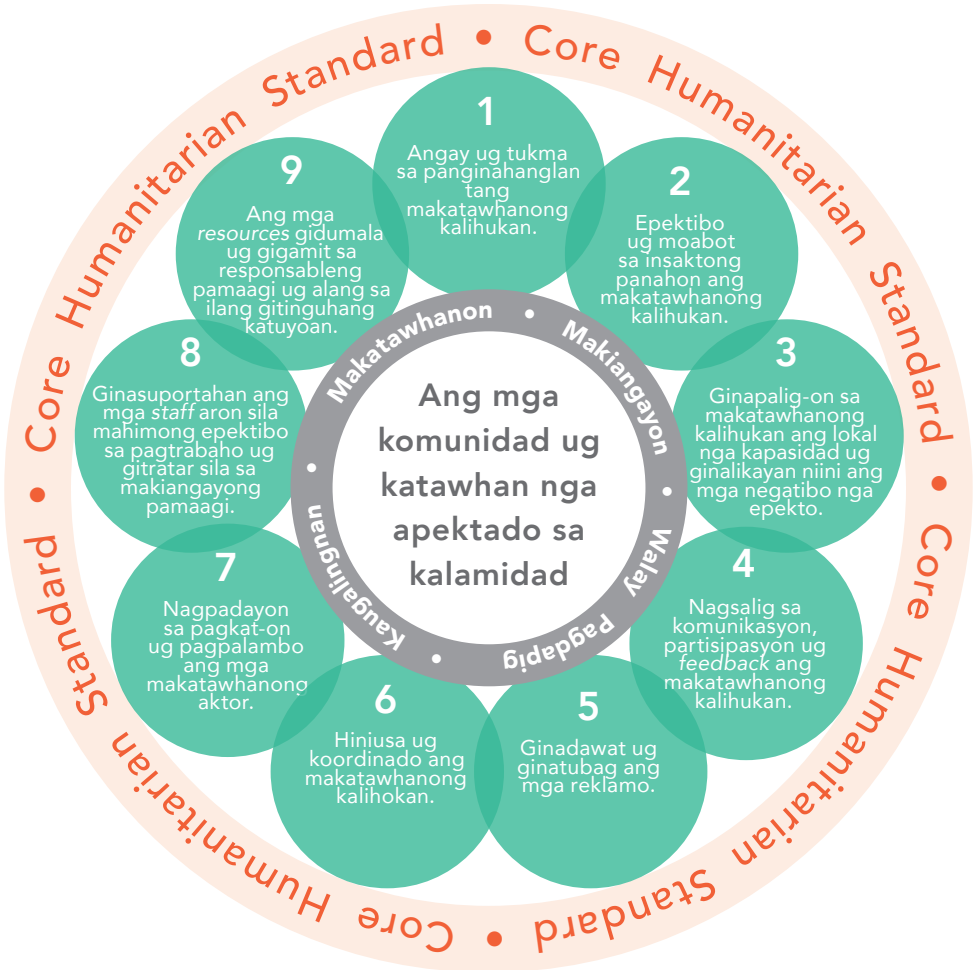 Core Humanitarian Standard • Core Humanitarian Standard • Core Humanitarian Standard • Core Humanitarian Standard •
1
Angay ug tukma
sa panginahanglan
tang
makatawhanong
kalihukan.
2
Epektibo
ug moabot
sa insaktong
panahon ang
makatawhanong
kalihukan.
3
Ginapalig-on sa
makatawhanong
kalihukan ang lokal
nga kapasidad ug
ginalikayan niini ang
mga negatibo nga
epekto.
4
Nagsalig sa
komunikasyon,
partisipasyon ug
feedback ang
makatawhanong
kalihukan.
5
Ginadawat ug
ginatubag ang
mga reklamo.
6
Hiniusa ug
koordinado ang
makatawhanong
kalihokan.
7
Nagpadayon
sa pagkat-on
ug pagpalambo
ang mga
makatawhanong
aktor.
8
Ginasuportahan ang
mga staff aron sila
mahimong epektibo
sa pagtrabaho ug
gitratar sila sa
makiangayong
pamaagi.
9
Ang mga
resources gidumala
ug gigamit sa
responsableng
pamaagi ug alang sa
ilang gitinguhang
katuyoan.
Makatawhanon • Makiangayon • Walay Pagdapig • Kaugalingnan •
Ang mga
komunidad ug
katawhan nga
apektado sa
kalamidad